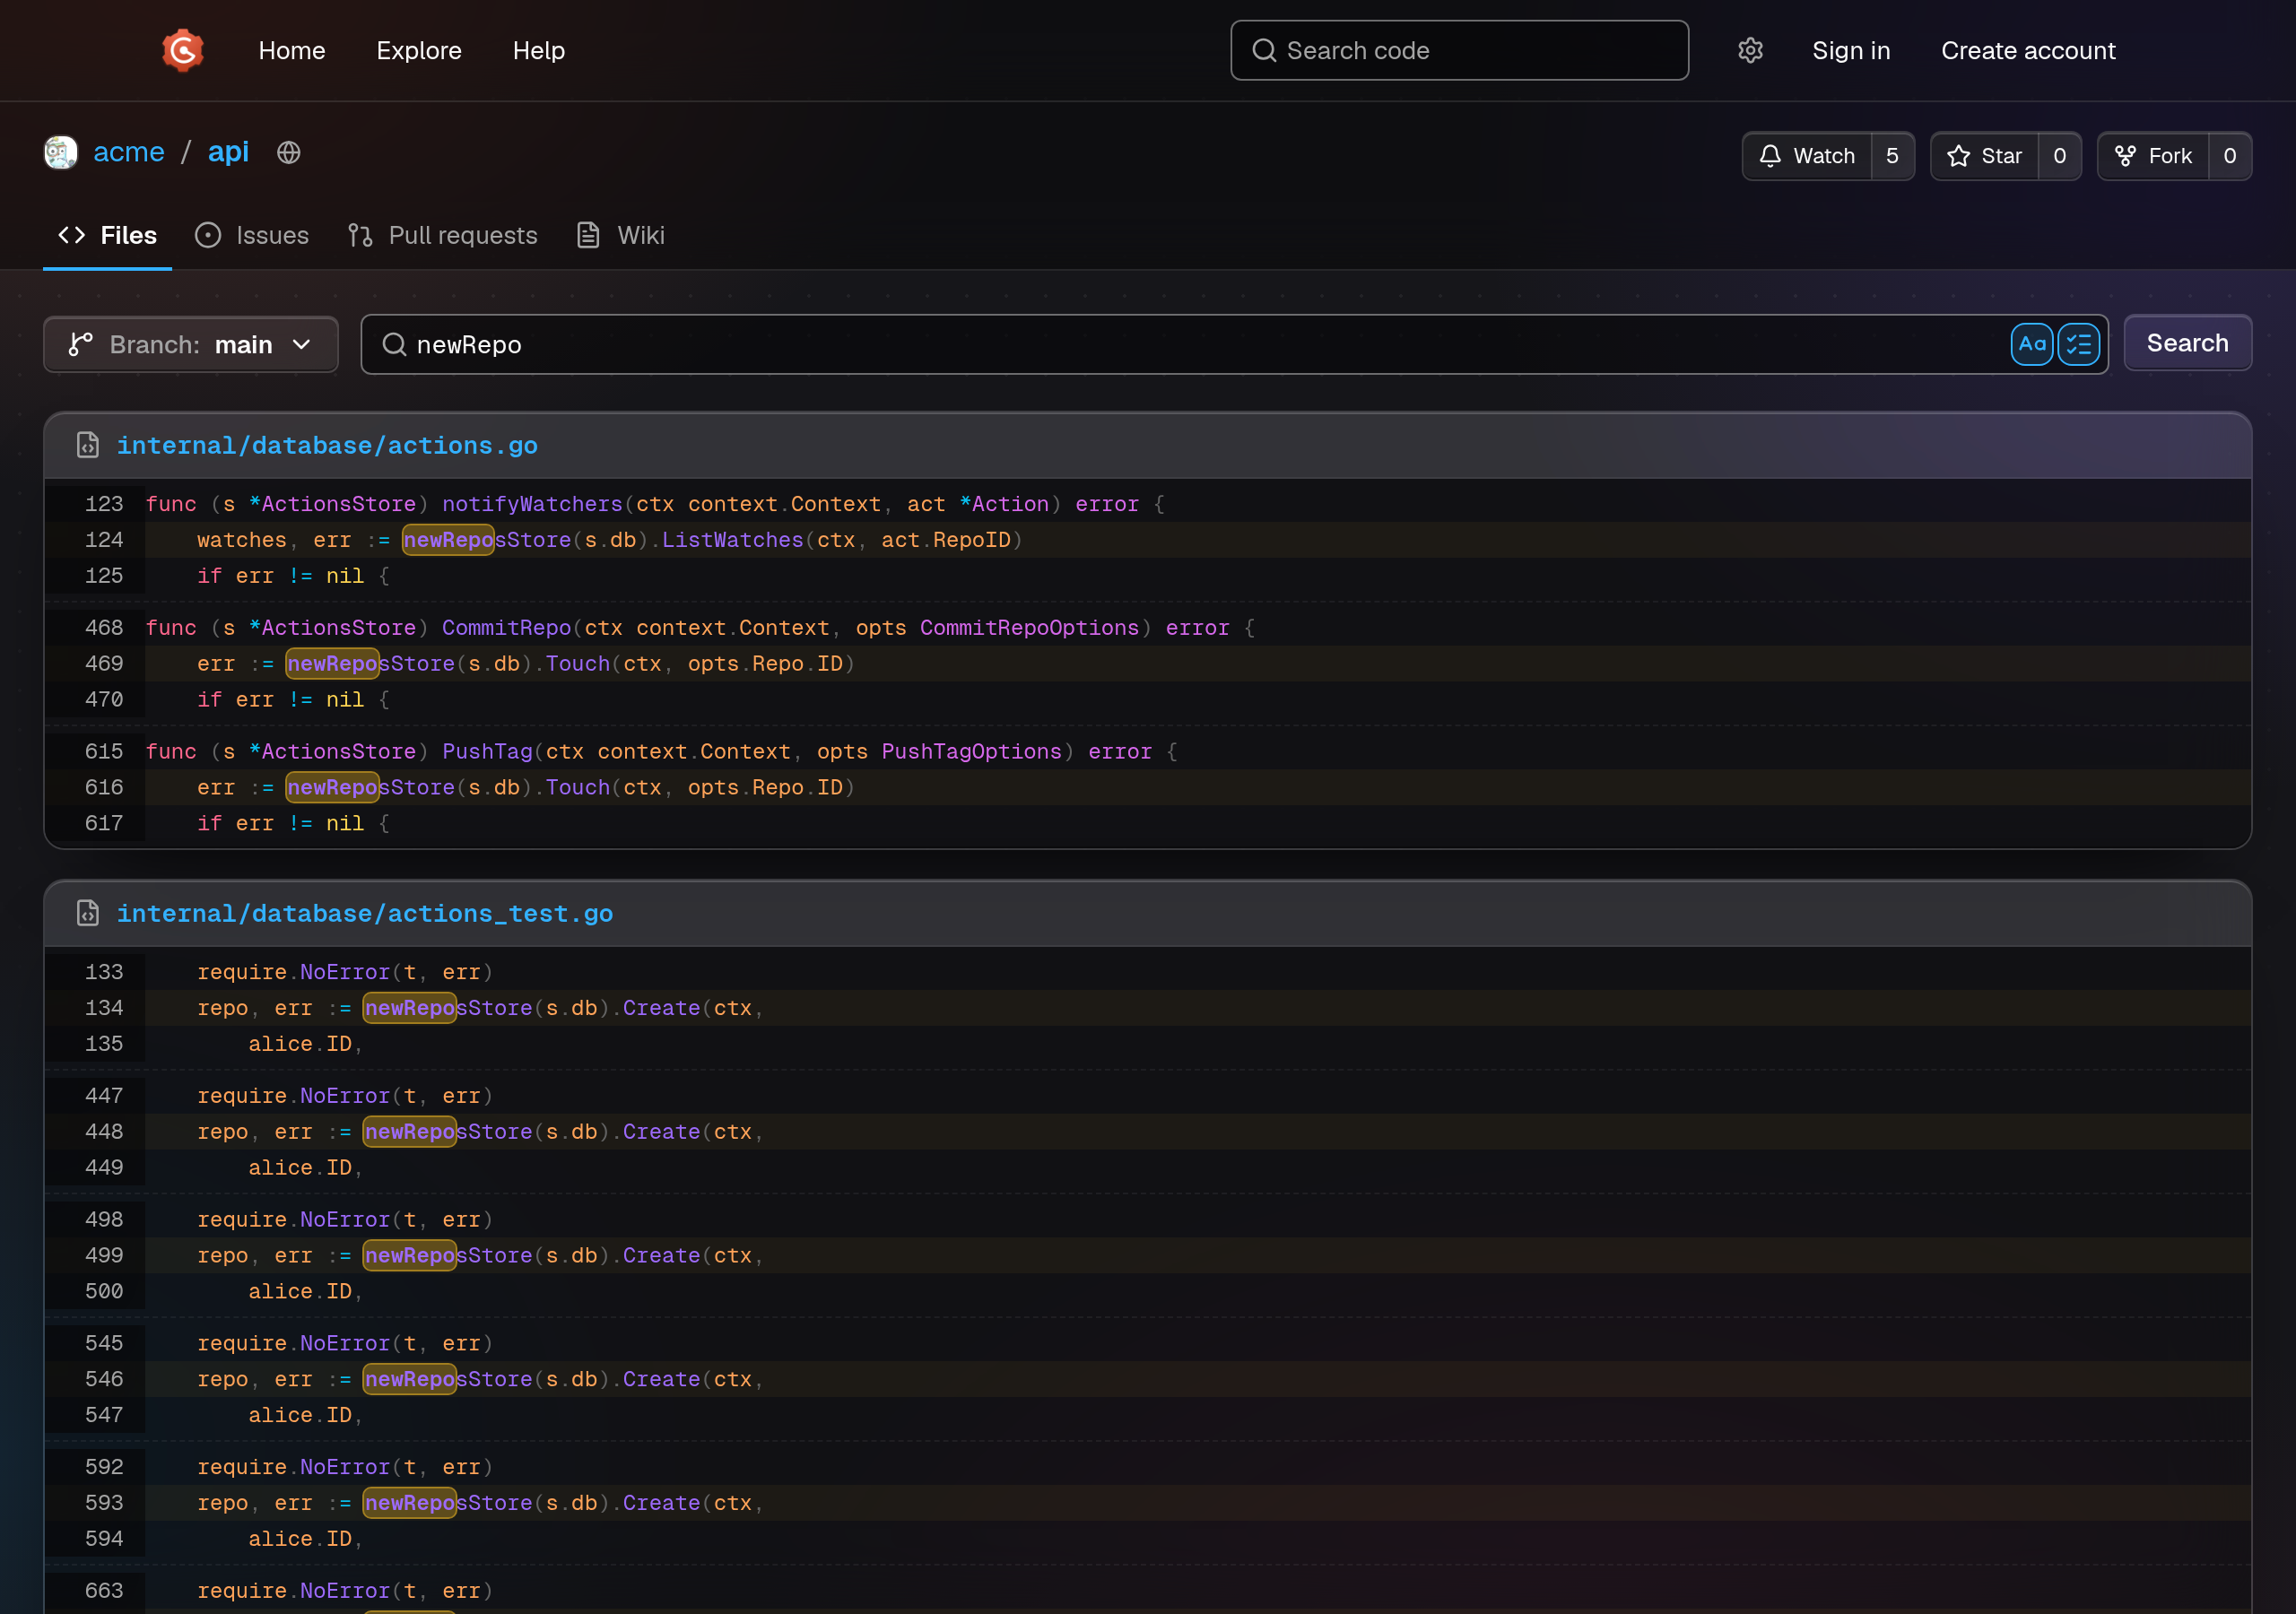 Home Explore Help Search code Sign in Create account
acme / api Watch 5 Star 0 Fork 0
Files Issues Pull requests Wiki
Branch: main newRepo Aa Search
internal/database/actions.go
123 func (s *ActionsStore) notifyWatchers(ctx context.Context, act *Action) error {
124 watches, err := newReposStore(s.db).ListWatches(ctx, act.RepoID)
125 if err != nil {
468 func (s *ActionsStore) CommitRepo(ctx context.Context, opts CommitRepoOptions) error {
469 err := newReposStore(s.db).Touch(ctx, opts.Repo.ID)
470 if err != nil {
615 func (s *ActionsStore) PushTag(ctx context.Context, opts PushTagOptions) error {
616 err := newReposStore(s.db).Touch(ctx, opts.Repo.ID)
617 if err != nil {
internal/database/actions_test.go
133 require.NoError(t, err)
134 repo, err := newReposStore(s.db).Create(ctx,
135 alice.ID,
447 require.NoError(t, err)
448 repo, err := newReposStore(s.db).Create(ctx,
449 alice.ID,
498 require.NoError(t, err)
499 repo, err := newReposStore(s.db).Create(ctx,
500 alice.ID,
545 require.NoError(t, err)
546 repo, err := newReposStore(s.db).Create(ctx,
547 alice.ID,
592 require.NoError(t, err)
593 repo, err := newReposStore(s.db).Create(ctx,
594 alice.ID,
663 require.NoError(t, err)